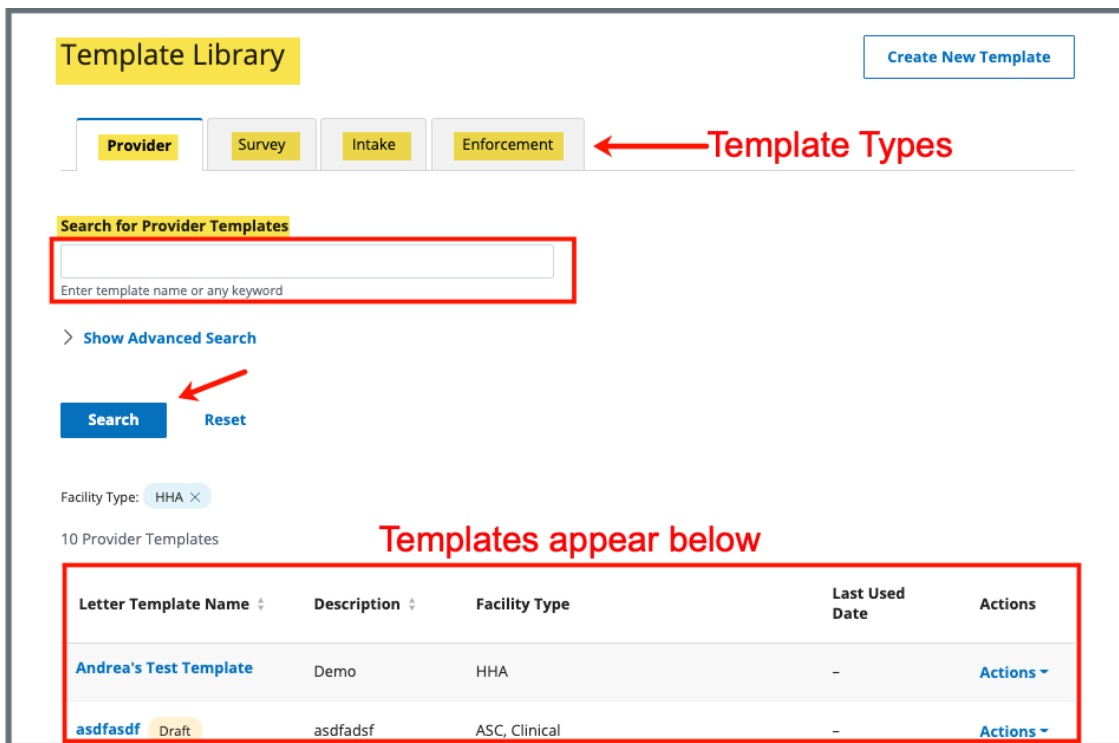 Template Library
Create New Template
Provider
Survey
Intake
Enforcement
Template Types
Search for Provider Templates
Enter template name or any keyword
Show Advanced Search
Search
Reset
Facility Type: HHA
10 Provider Templates
Templates appear below
Letter Template Name
Description
Facility Type
Last Used
Date
Actions
Andrea's Test Template
Demo
HHA
–
Actions
asdfasdf
Draft
asdfadsf
ASC, Clinical
–
Actions